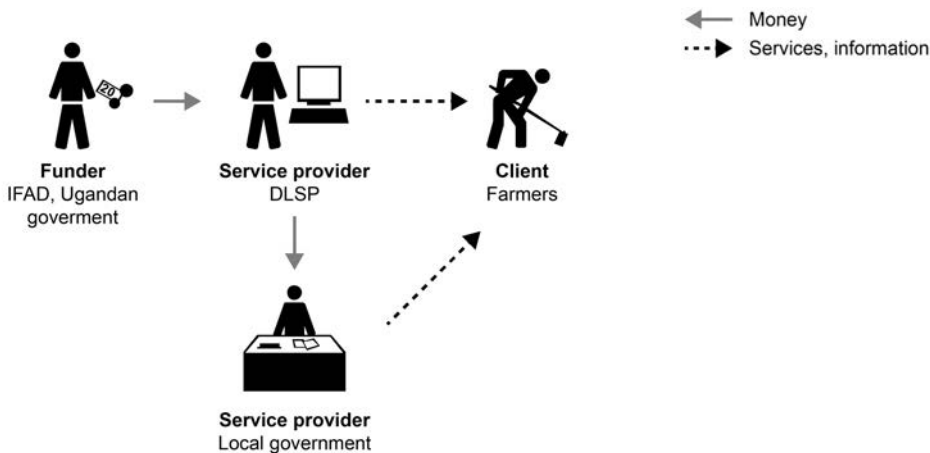 Money
Services, information
20
Funder
IFAD, Ugandan
goverment
Service provider
DLSP
Client
Farmers
Service provider
Local government